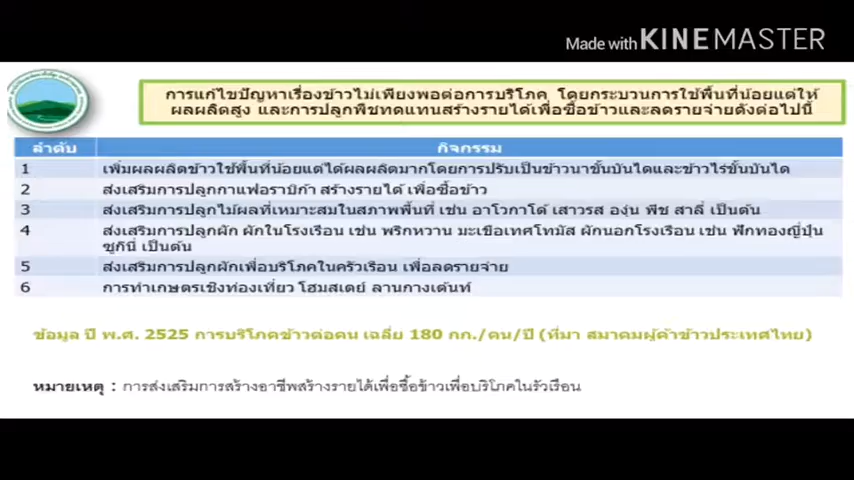 Made with KINEMASTER
การแก้ไขปัญหาเรื่องข้าวไม่เพียงพอต่อการบริโภค โดยกระบวนการใช้พื้นที่น้อยแต่ให้
ผลผลิตสูง และการปลูกพืชทดแทนสร้างรายได้เพื่อซื้อข้าวและลดรายจ่ายดังต่อไปนี้
ลำดับ กิจกรรม
1 เพิ่มผลผลิตข้าวใช้พื้นที่น้อยแต่ได้ผลผลิตมากโดยการปรับเป็นข้าวนาขั้นบันไดและข้าวไร่ขั้นบันได
2 ส่งเสริมการปลูกกาแฟอราบิก้า สร้างรายได้ เพื่อซื้อข้าว
3 ส่งเสริมการปลูกไม้ผลที่เหมาะสมในสภาพพื้นที่ เช่น อาโวกาโด้ เสาวรส องุ่น พีช สาลี่ เป็นต้น
4 ส่งเสริมการปลูกผัก ผักในโรงเรือน เช่น พริกหวาน มะเขือเทศโทมัส ผักนอกโรงเรือน เช่น ฟักทองญี่ปุ่น
ซูกินี่ เป็นต้น
5 ส่งเสริมการปลูกผักเพื่อบริโภคในครัวเรือน เพื่อลดรายจ่าย
6 การทำเกษตรเชิงท่องเที่ยว โฮมสเตย์ ลานกางเต้นท์
ข้อมูล ปี พ.ศ. 2525 การบริโภคข้าวต่อคน เฉลี่ย 180 กก./คน/ปี (ที่มา สมาคมผู้ค้าข้าวประเทศไทย)
หมายเหตุ : การส่งเสริมการสร้างอาชีพสร้างรายได้เพื่อซื้อข้าวเพื่อบริโภคในรัวเรือน